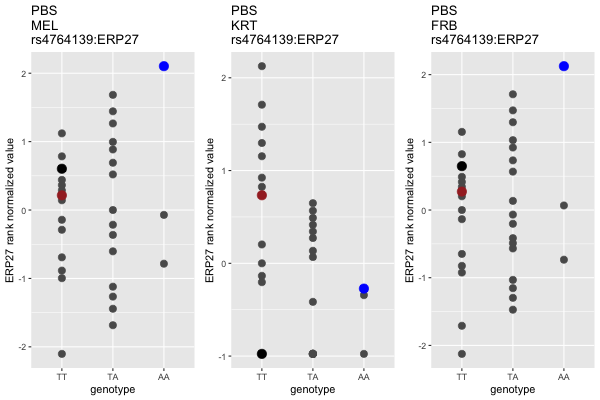 PBS
MEL
rs4764139:ERP27
ERP27 rank normalized value
2
1
0
-1
-2
TT TA AA
genotype
PBS
KRT
rs4764139:ERP27
ERP27 rank normalized value
2
1
0
-1
TT TA AA
genotype
PBS
FRB
rs4764139:ERP27
ERP27 rank normalized value
2
1
0
-1
-2
TT TA AA
genotype